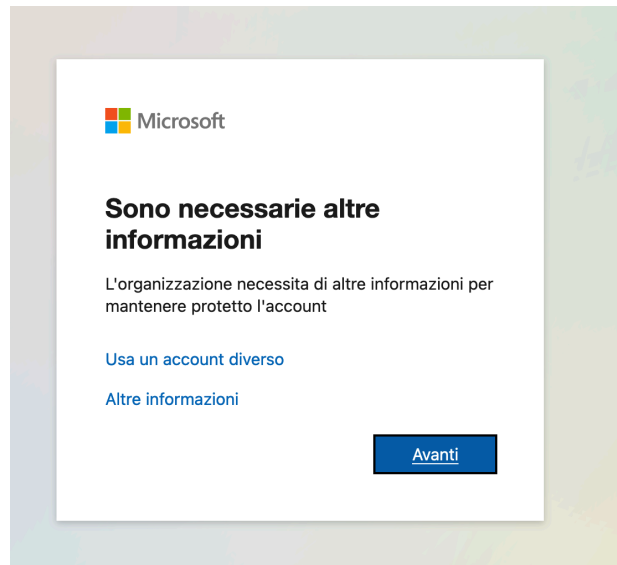 Microsoft
Sono necessarie altre
informazioni
L'organizzazione necessita di altre informazioni per
mantenere protetto l'account
Usa un account diverso
Altre informazioni
Avanti